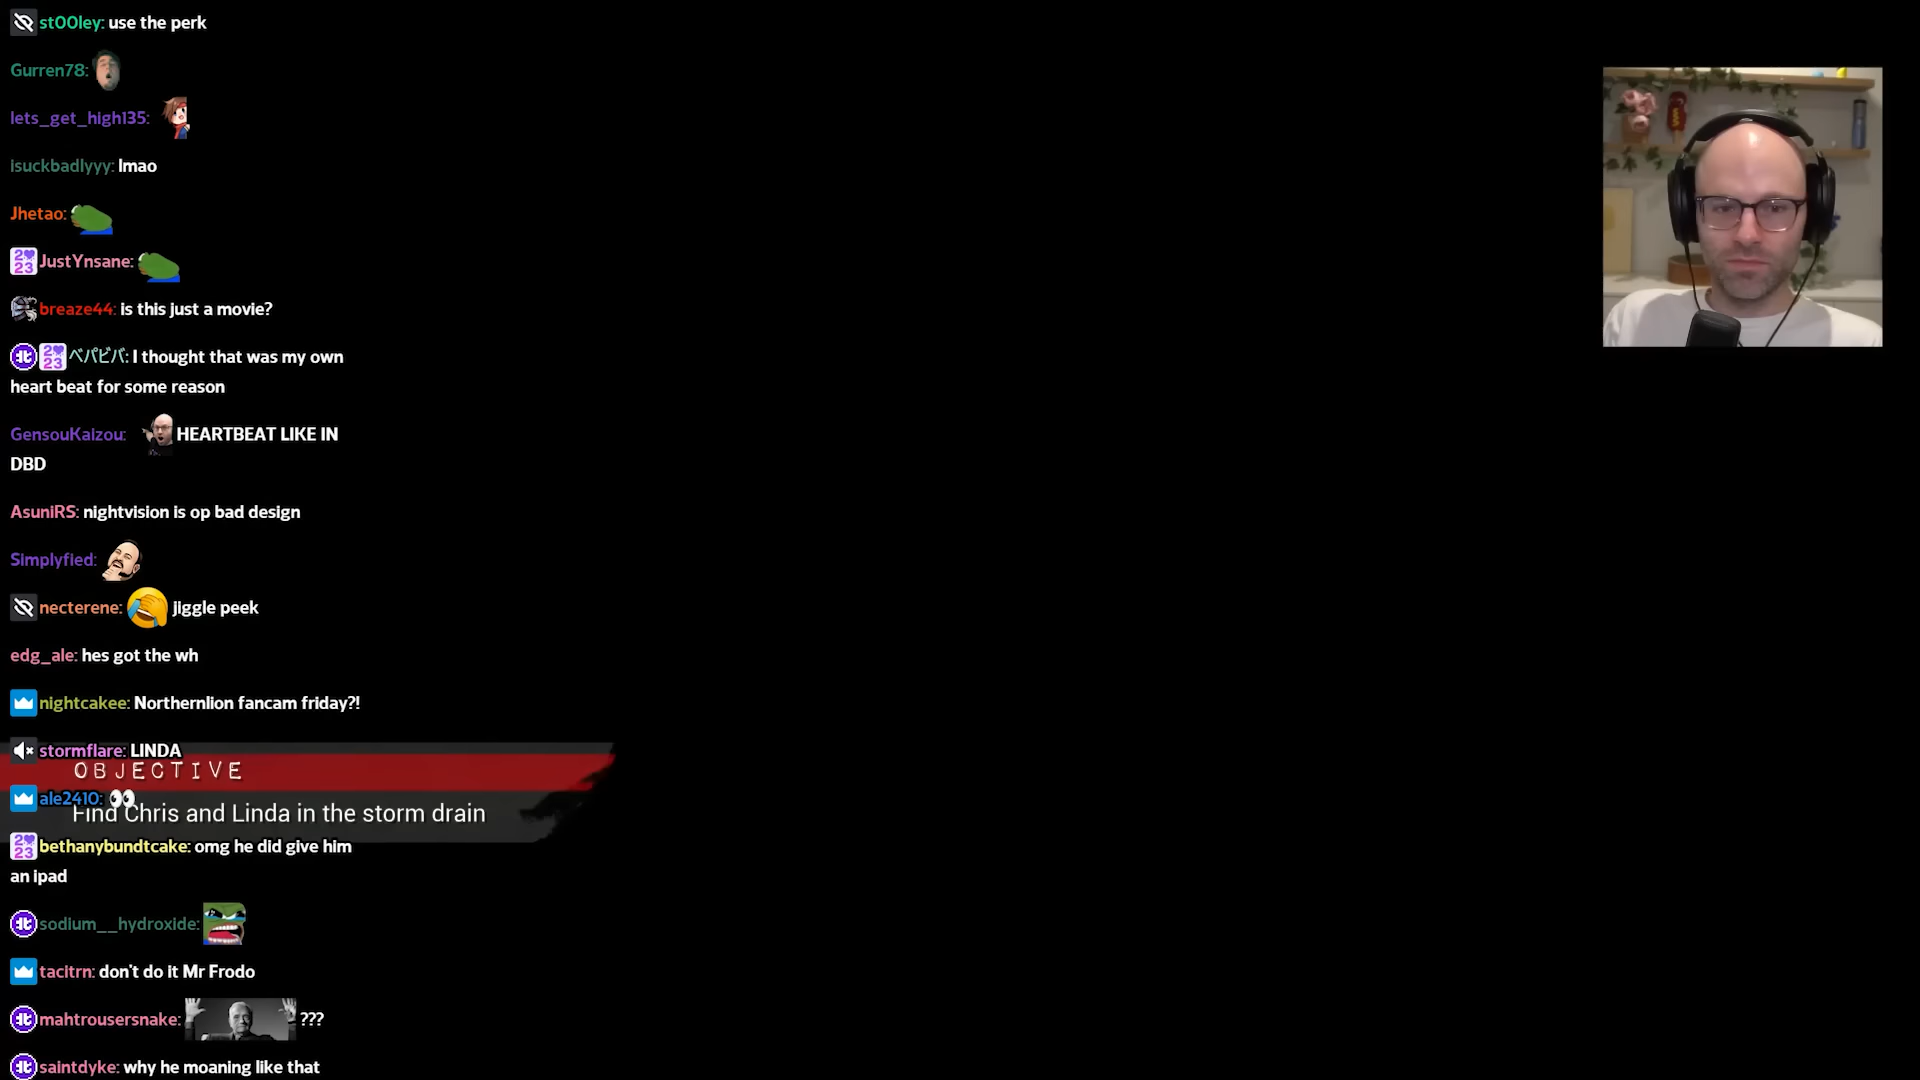 st00ley: use the perk
Gurren78:
lets_get_high135:
isuckbadlyyy: lmao
Jhetao:
JustYnsane:
breaze44: is this just a movie?
ベパビバ: I thought that was my own
heart beat for some reason
GensouKaizou: HEARTBEAT LIKE IN
DBD
AsuniRS: nightvision is op bad design
Simplyfied:
necterene: jiggle peek
edg_ale: hes got the wh
nightcakee: Northernlion fancam friday?!
stormflare: LINDA
OBJECTIVE
ale2410:
Find Chris and Linda in the storm drain
bethanybundtcake: omg he did give him
an ipad
sodium__hydroxide:
tacitrn: don't do it Mr Frodo
mahtrousersnake: ???
saintdyke: why he moaning like that